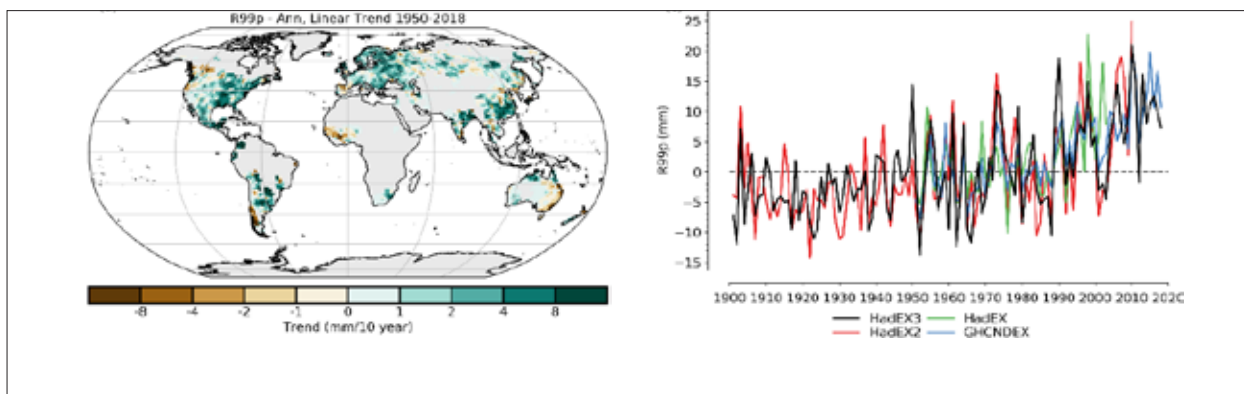 R99p - Ann, Linear Trend 1950-2018
-8 -4 -2 -1 0 1 2 4 8
Trend (mm/10 year)
25
20
15
10
5
0
-5
-10
-15
R99p (mm)
1900 1910 1920 1930 1940 1950 1960 1970 1980 1990 2000 2010 202
HadEX3 HadEX
HadEX2 GHCNDEX